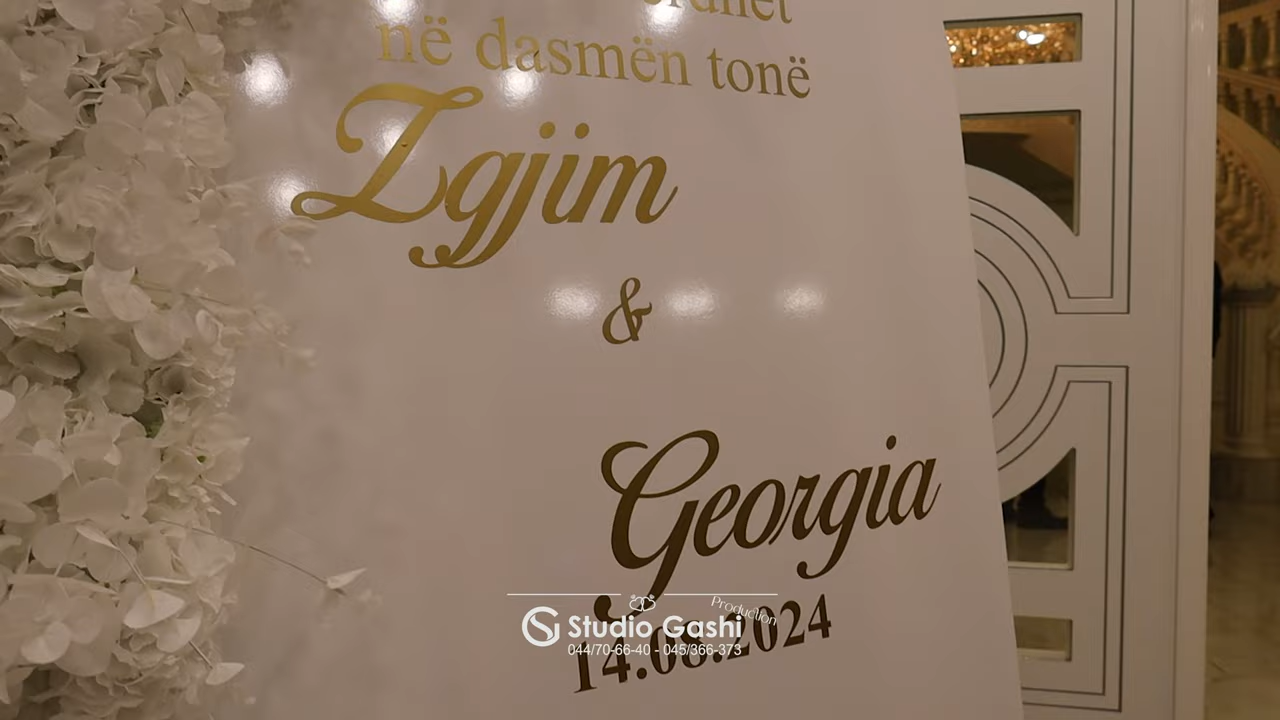 në dasmën tonë
Zgjim
&
Georgia
14.08.2024
Production
Studio Gashi
044/70-66-40 - 045/366-373